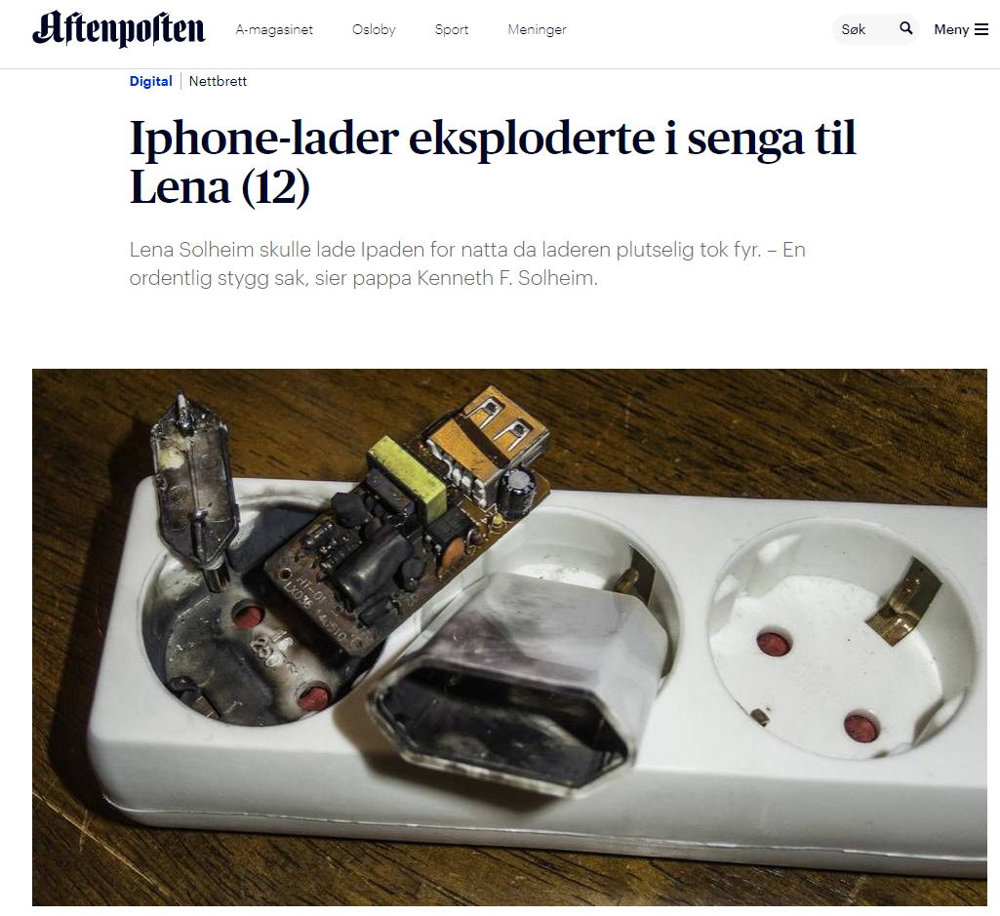 Aftenposten
A-magasinet
Osloby
Sport
Meninger
Søk
Meny
Digital
Nettbrett
Iphone-lader eksploderte i senga til
Lena (12)
Lena Solheim skulle lade Ipaden for natta da laderen plutselig tok fyr. – En
ordentlig stygg sak, sier pappa Kenneth F. Solheim.